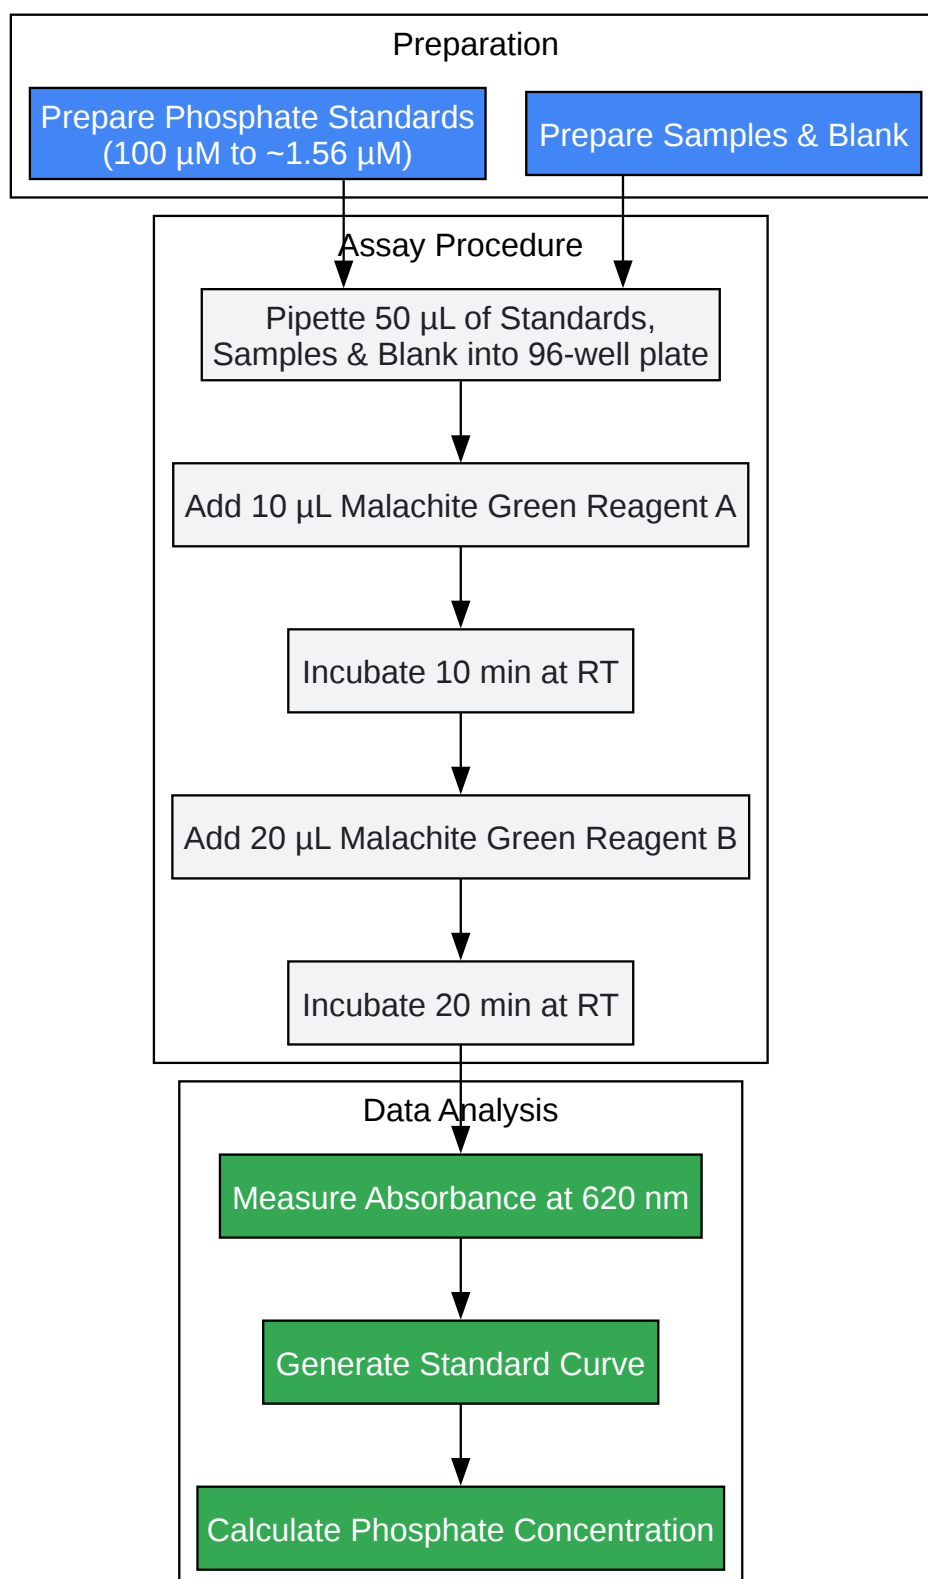 Preparation
Prepare Phosphate Standards
(100 µM to ~1.56 µM)
Prepare Samples & Blank
Assay Procedure
Pipette 50 µL of Standards,
Samples & Blank into 96-well plate
Add 10 µL Malachite Green Reagent A
Incubate 10 min at RT
Add 20 µL Malachite Green Reagent B
Incubate 20 min at RT
Data Analysis
Measure Absorbance at 620 nm
Generate Standard Curve
Calculate Phosphate Concentration